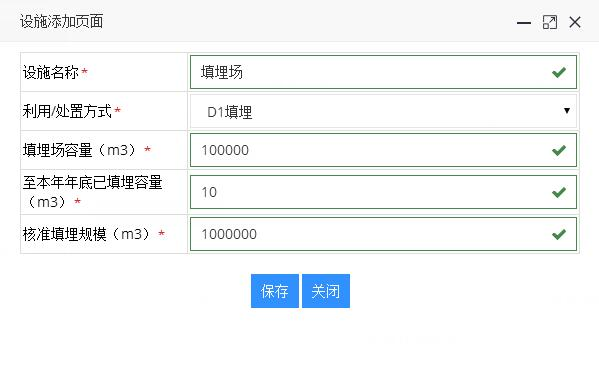 设施添加页面
设施名称*
填埋场
利用/处置方式*
D1填埋
填埋场容量（m3）*
100000
至本年年底已填埋容量
（m3）*
10
核准填埋规模（m3）*
1000000
保存 关闭